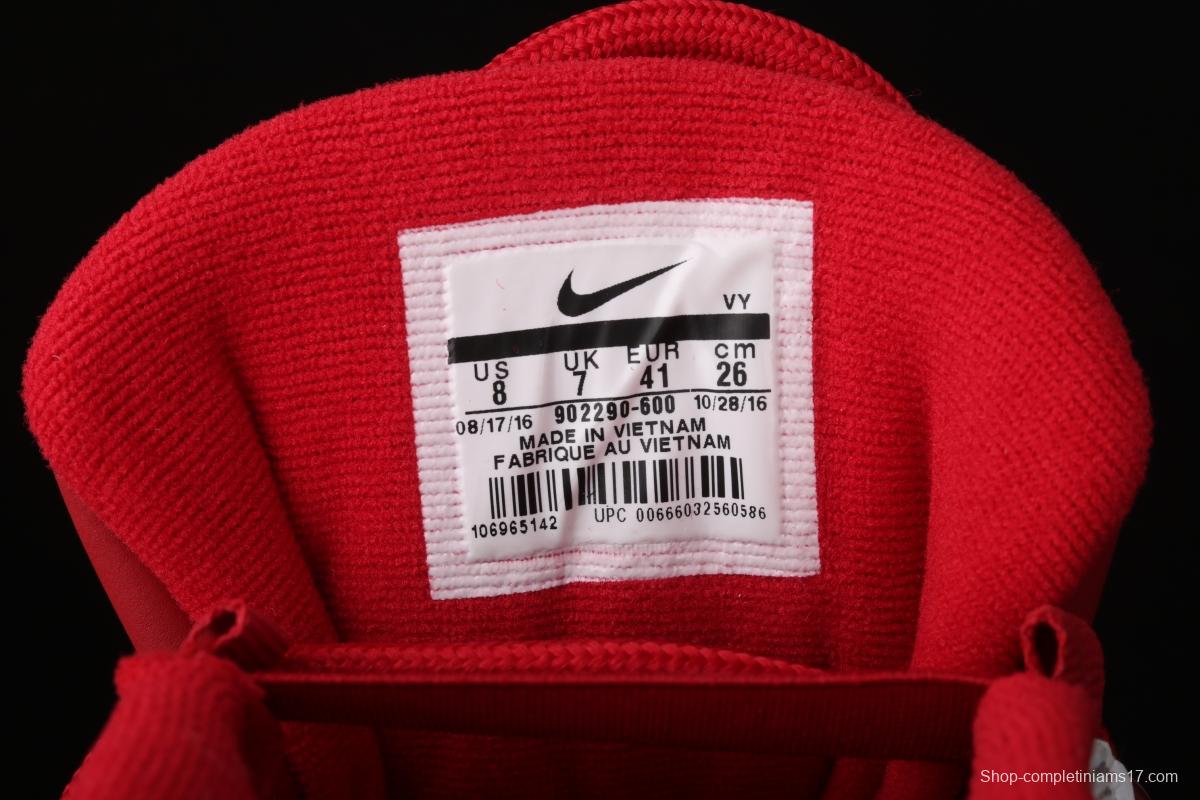 VY
US UK EUR cm
8 7 41 26
08/17/16 902290-600 10/28/16
MADE IN VIETNAM
FABRIQUE AU VIETNAM
106965142 UPC 00666032560586
Shop-completiniams17.com